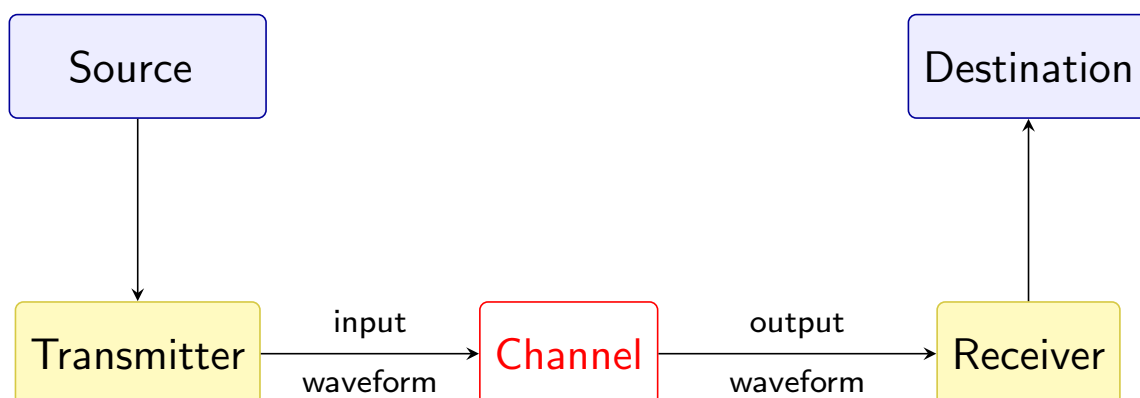 Source
Destination
Transmitter
input
waveform
Channel
output
waveform
Receiver